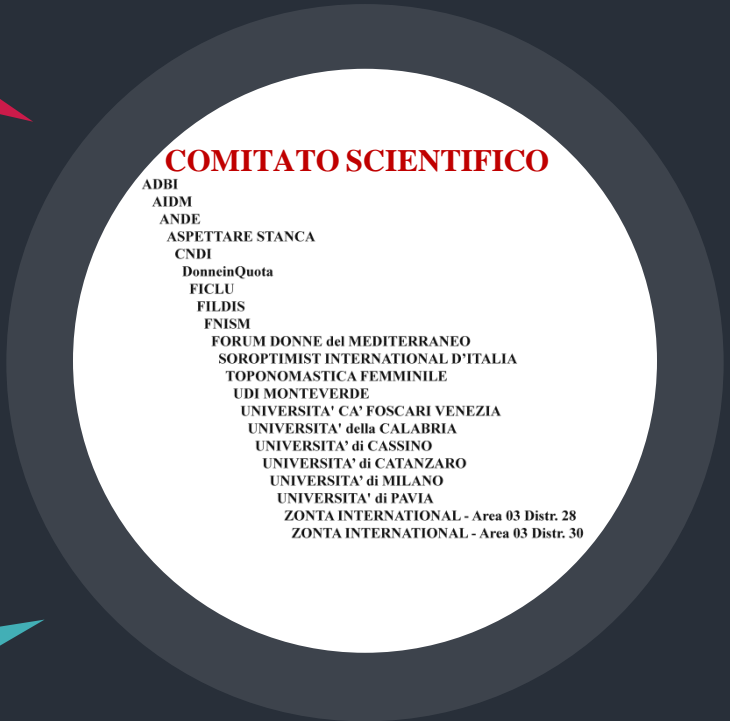 COMITATO SCIENTIFICO
ADBI
AIDM
ANDE
ASPETTARE STANCA
CNDI
DonneinQuota
FICLU
FILDIS
FNISM
FORUM DONNE del MEDITERRANEO
SOROPTIMIST INTERNATIONAL D’ITALIA
TOPONOMASTICA FEMMINILE
UDI MONTEVERDE
UNIVERSITA' CA’ FOSCARI VENEZIA
UNIVERSITA' della CALABRIA
UNIVERSITA’ di CASSINO
UNIVERSITA’ di CATANZARO
UNIVERSITA’ di MILANO
UNIVERSITA' di PAVIA
ZONTA INTERNATIONAL - Area 03 Distr. 28
ZONTA INTERNATIONAL - Area 03 Distr. 30